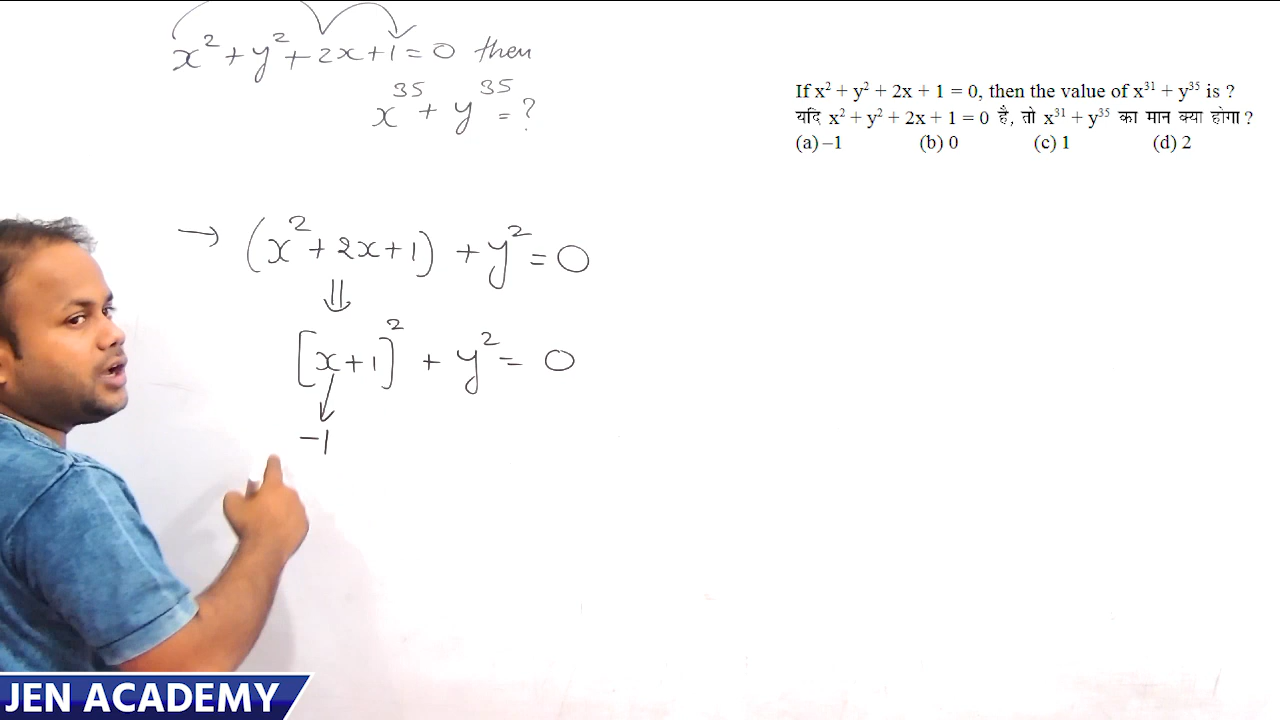 x² + y² + 2x + 1 = 0 then
x³⁵ + y³⁵ = ?
If x² + y² + 2x + 1 = 0, then the value of x³¹ + y³⁵ is ?
यदि x² + y² + 2x + 1 = 0 है, तो x³¹ + y³⁵ का मान क्या होगा ?
(a) –1 (b) 0 (c) 1 (d) 2
→ (x² + 2x + 1) + y² = 0
⇓
[x + 1]² + y² = 0
↓
−1
JEN ACADEMY